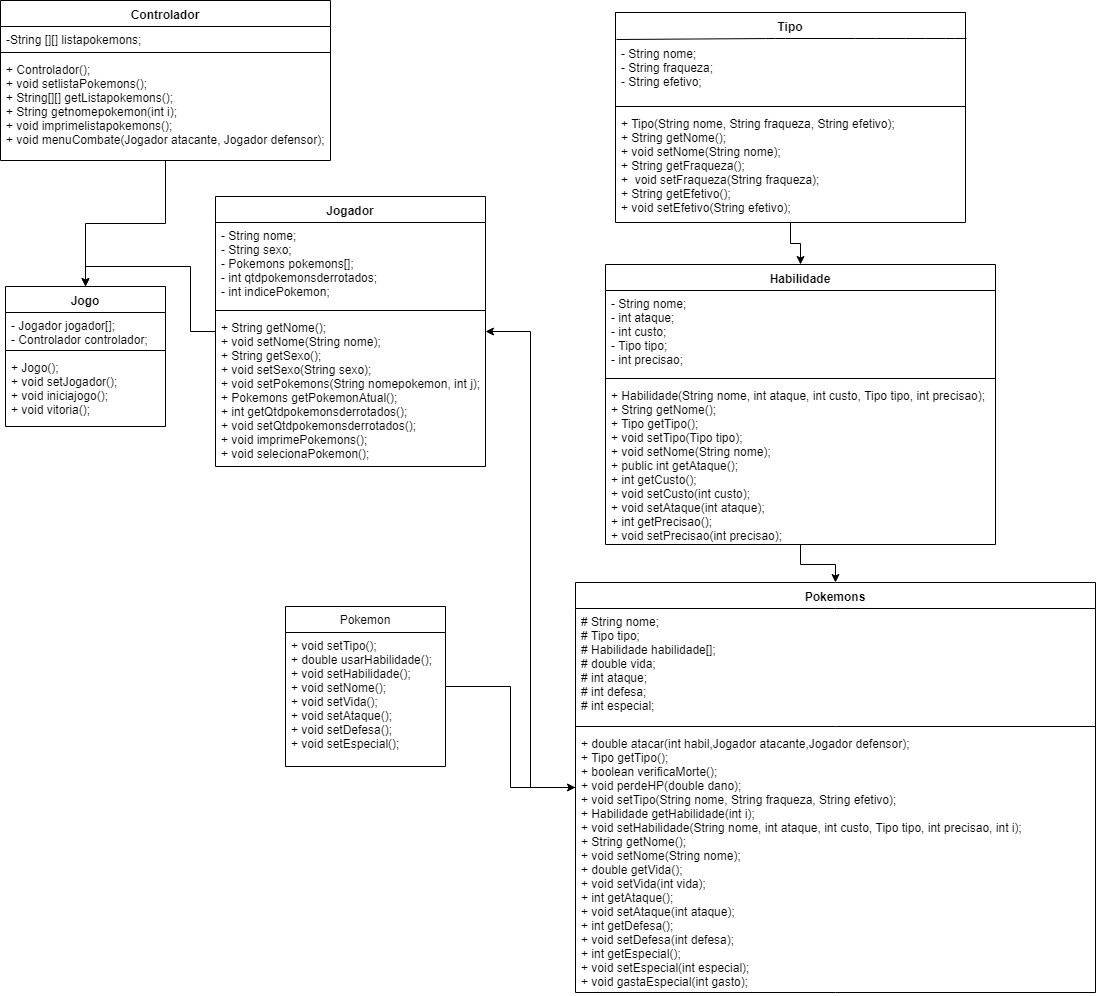 Controlador
-String [][] listapokemons;
+ Controlador();
+ void setlistaPokemons();
+ String[][] getListapokemons();
+ String getnomepokemon(int i);
+ void imprimelistapokemons();
+ void menuCombate(Jogador atacante, Jogador defensor);
Tipo
- String nome;
- String fraqueza;
- String efetivo;
+ Tipo(String nome, String fraqueza, String efetivo);
+ String getNome();
+ void setNome(String nome);
+ String getFraqueza();
+  void setFraqueza(String fraqueza);
+ String getEfetivo();
+ void setEfetivo(String efetivo);
Jogador
- String nome;
- String sexo;
- Pokemons pokemons[];
- int qtdpokemonsderrotados;
- int indicePokemon;
+ String getNome();
+ void setNome(String nome);
+ String getSexo();
+ void setSexo(String sexo);
+ void setPokemons(String nomepokemon, int j);
+ Pokemons getPokemonAtual();
+ int getQtdpokemonsderrotados();
+ void setQtdpokemonsderrotados();
+ void imprimePokemons();
+ void selecionaPokemon();
Jogo
- Jogador jogador[];
- Controlador controlador;
+ Jogo();
+ void setJogador();
+ void iniciajogo();
+ void vitoria();
Habilidade
- String nome;
- int ataque;
- int custo;
- Tipo tipo;
- int precisao;
+ Habilidade(String nome, int ataque, int custo, Tipo tipo, int precisao);
+ String getNome();
+ Tipo getTipo();
+ void setTipo(Tipo tipo);
+ void setNome(String nome);
+ public int getAtaque();
+ int getCusto();
+ void setCusto(int custo);
+ void setAtaque(int ataque);
+ int getPrecisao();
+ void setPrecisao(int precisao);
Pokemon
+ void setTipo();
+ double usarHabilidade();
+ void setHabilidade();
+ void setNome();
+ void setVida();
+ void setAtaque();
+ void setDefesa();
+ void setEspecial();
Pokemons
# String nome;
# Tipo tipo;
# Habilidade habilidade[];
# double vida;
# int ataque;
# int defesa;
# int especial;
+ double atacar(int habil,Jogador atacante,Jogador defensor);
+ Tipo getTipo();
+ boolean verificaMorte();
+ void perdeHP(double dano);
+ void setTipo(String nome, String fraqueza, String efetivo);
+ Habilidade getHabilidade(int i);
+ void setHabilidade(String nome, int ataque, int custo, Tipo tipo, int precisao, int i);
+ String getNome();
+ void setNome(String nome);
+ double getVida();
+ void setVida(int vida);
+ int getAtaque();
+ void setAtaque(int ataque);
+ int getDefesa();
+ void setDefesa(int defesa);
+ int getEspecial();
+ void setEspecial(int especial);
+ void gastaEspecial(int gasto);